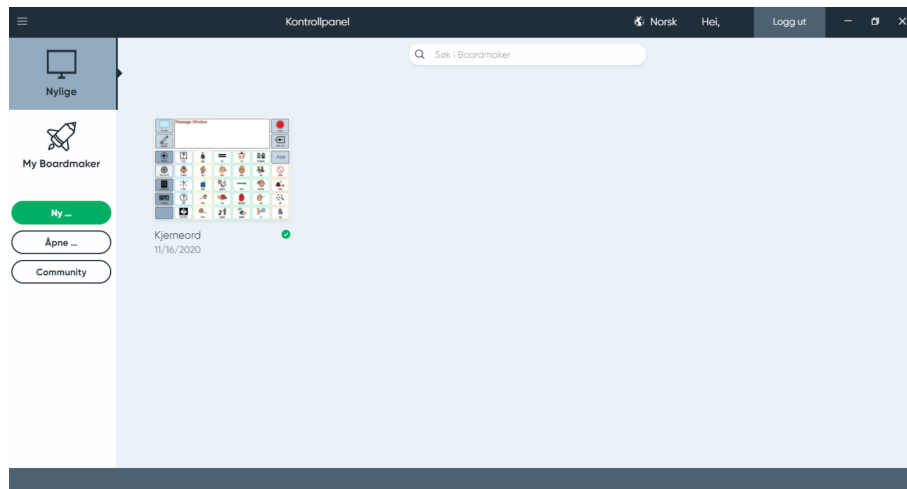 Kontrollpanel
Norsk
Hei,
Logg ut
Søk i Boardmaker
Nylige
My Boardmaker
Ny ...
Åpne ...
Community
Message Window
Kjerneord
11/16/2020